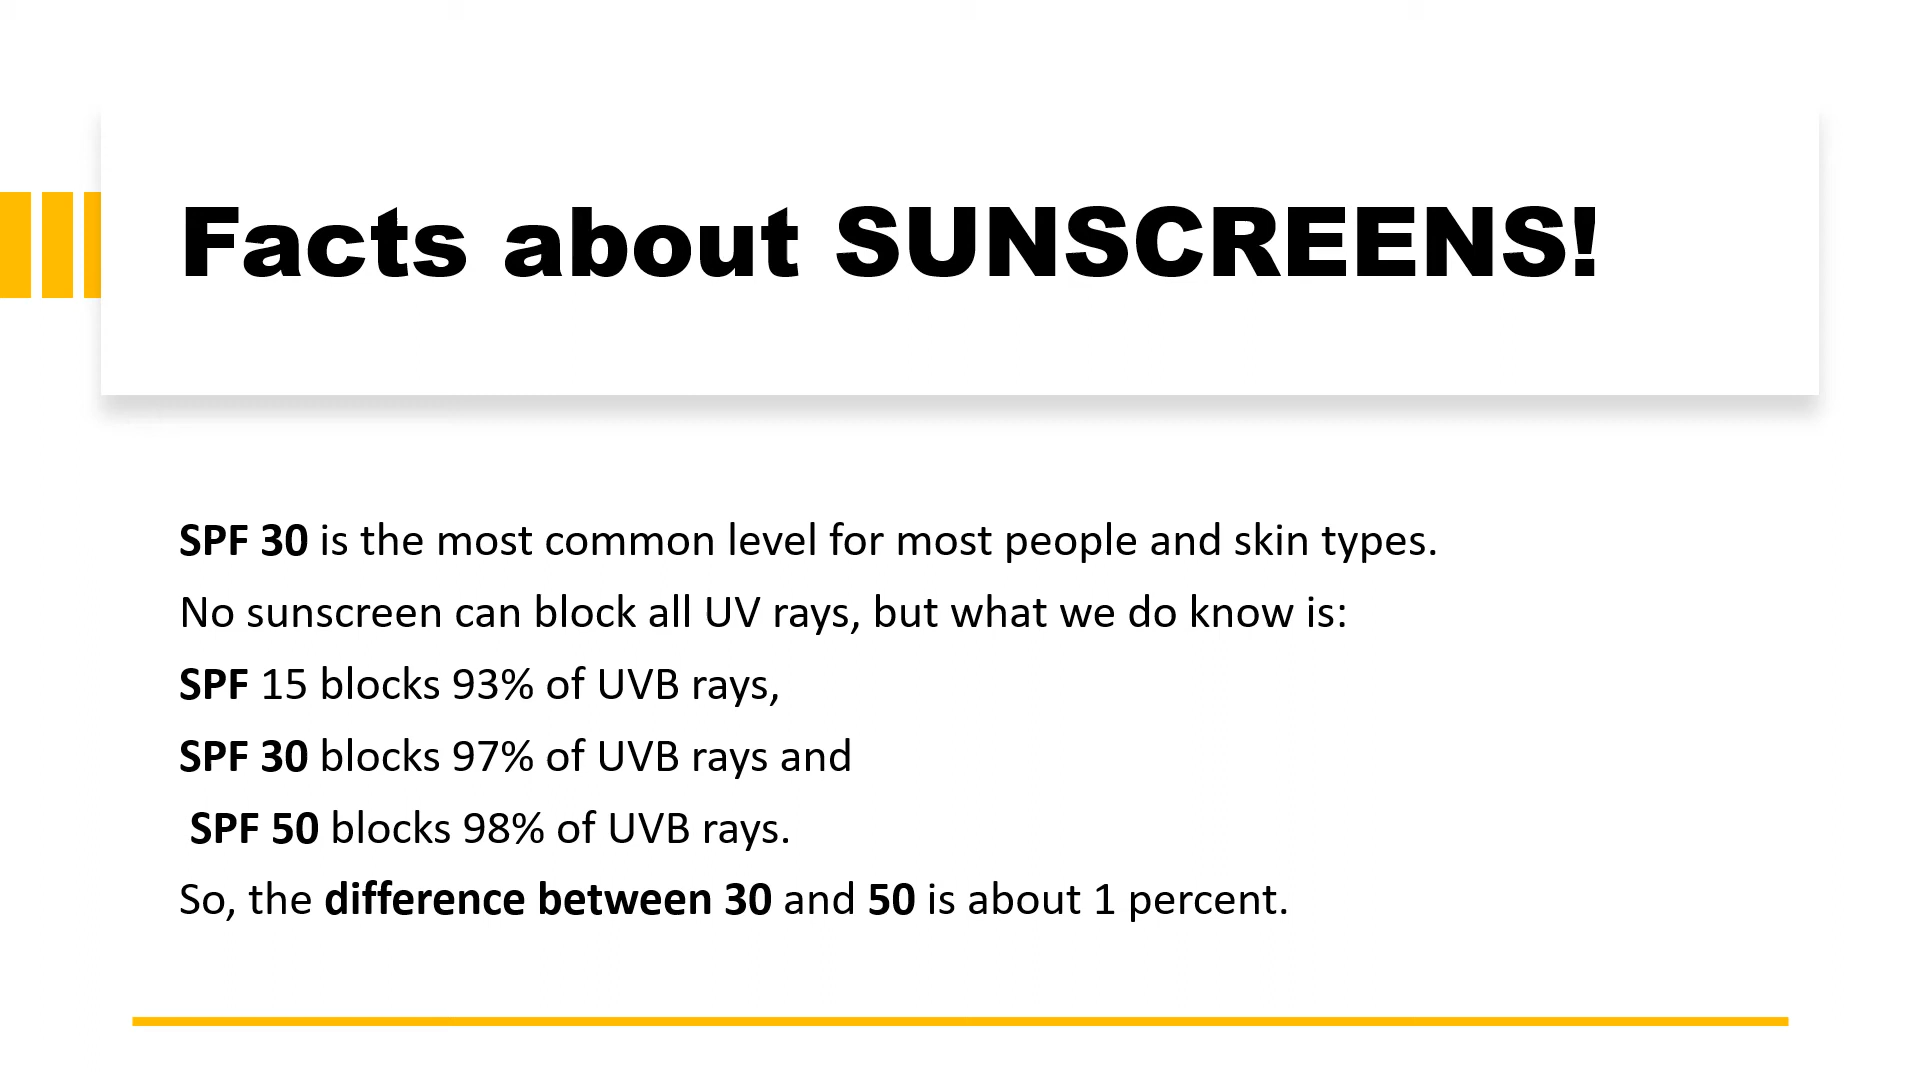 Facts about SUNSCREENS!
SPF 30 is the most common level for most people and skin types.
No sunscreen can block all UV rays, but what we do know is:
SPF 15 blocks 93% of UVB rays,
SPF 30 blocks 97% of UVB rays and
SPF 50 blocks 98% of UVB rays.
So, the difference between 30 and 50 is about 1 percent.